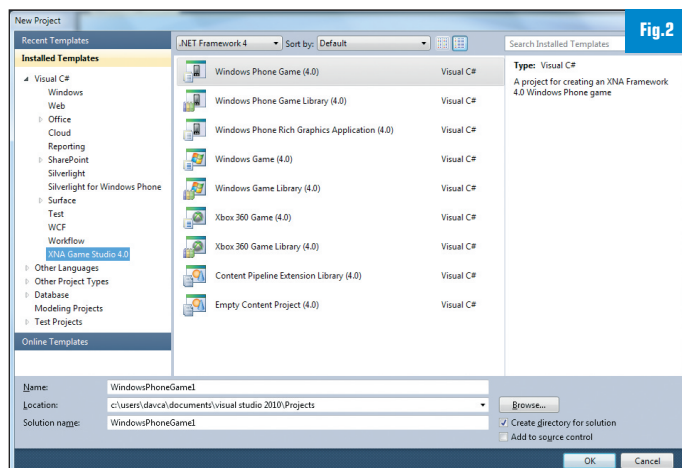 New Project
Fig.2
Recent Templates
Installed Templates
Visual C#
Windows
Web
Office
Cloud
Reporting
SharePoint
Silverlight
Silverlight for Windows Phone
Surface
Test
WCF
Workflow
XNA Game Studio 4.0
Other Languages
Other Project Types
Database
Modeling Projects
Test Projects
Online Templates
.NET Framework 4 Sort by: Default
Windows Phone Game (4.0) Visual C#
Windows Phone Game Library (4.0) Visual C#
Windows Phone Rich Graphics Application (4.0) Visual C#
Windows Game (4.0) Visual C#
Windows Game Library (4.0) Visual C#
Xbox 360 Game (4.0) Visual C#
Xbox 360 Game Library (4.0) Visual C#
Content Pipeline Extension Library (4.0) Visual C#
Empty Content Project (4.0) Visual C#
Search Installed Templates
Type: Visual C#
A project for creating an XNA Framework
4.0 Windows Phone game
Name: WindowsPhoneGame1
Location: c:\users\davca\documents\visual studio 2010\Projects Browse...
Solution name: WindowsPhoneGame1
Create directory for solution
Add to source control
OK Cancel